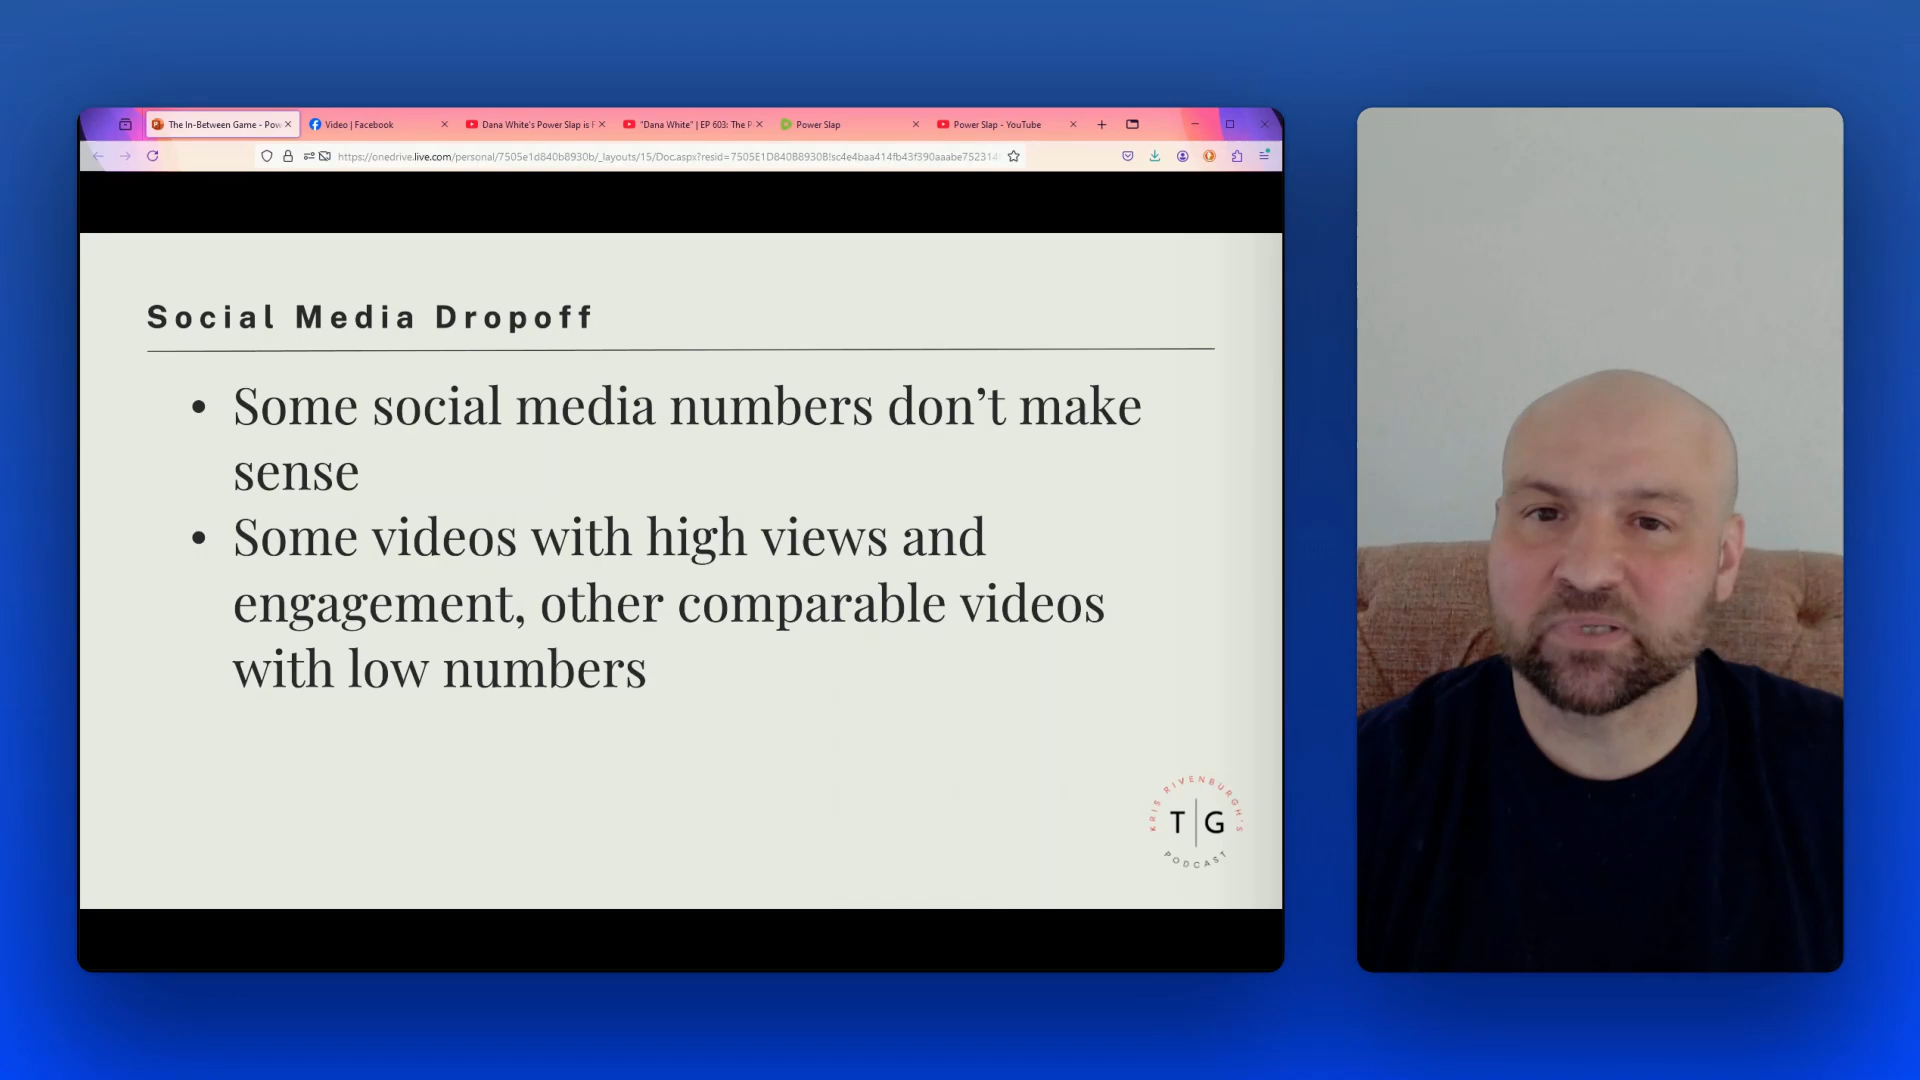 The In-Between Game - Pow
Video | Facebook
Dana White's Power Slap is F
"Dana White" | EP 603: The P
Power Slap
Power Slap - YouTube
Social Media Dropoff
• Some social media numbers don't make
sense
• Some videos with high views and
engagement, other comparable videos
with low numbers
KRIS RIVENBURGH'S
T|G
PODCAST